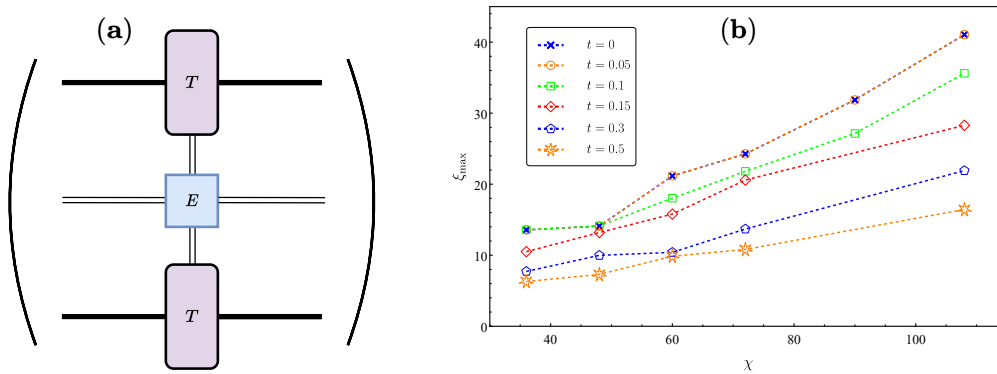 (a)
T
E
T
(b)
ξmax
40
30
20
10
0
t = 0
t = 0.05
t = 0.1
t = 0.15
t = 0.3
t = 0.5
40 60 80 100
χ